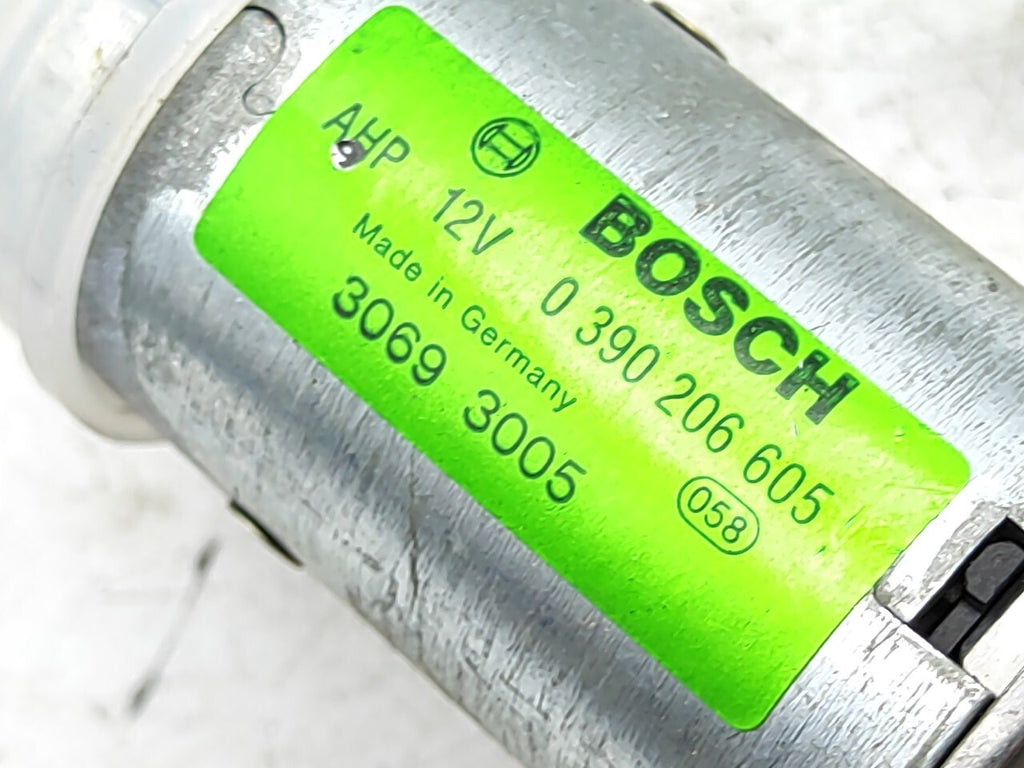 BOSCH
AHP 12V 0 390 206 605
Made in Germany 058
3069 3005